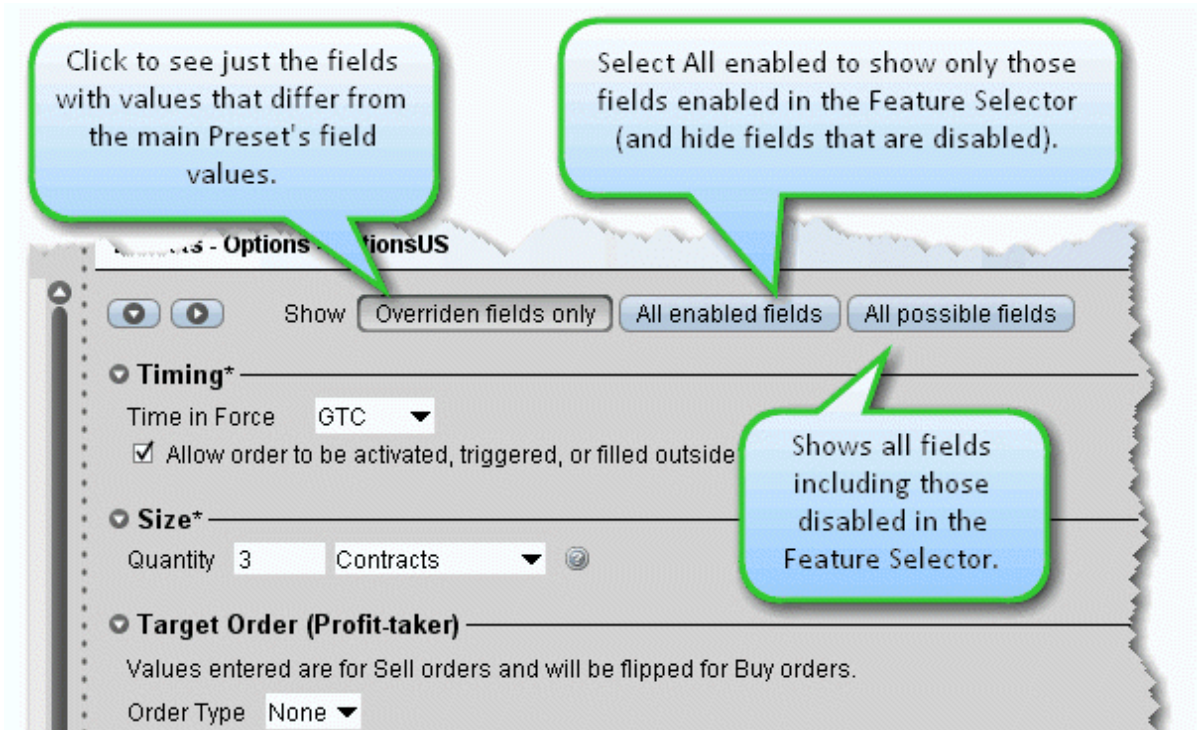 Click to see just the fields
with values that differ from
the main Preset's field
values.
Select All enabled to show only those
fields enabled in the Feature Selector
(and hide fields that are disabled).
- Options - tionsUS
Show Overriden fields only All enabled fields All possible fields
Timing*
Time in Force GTC
Allow order to be activated, triggered, or filled outside
Shows all fields
including those
disabled in the
Feature Selector.
Size*
Quantity 3 Contracts
Target Order (Profit-taker)
Values entered are for Sell orders and will be flipped for Buy orders.
Order Type None